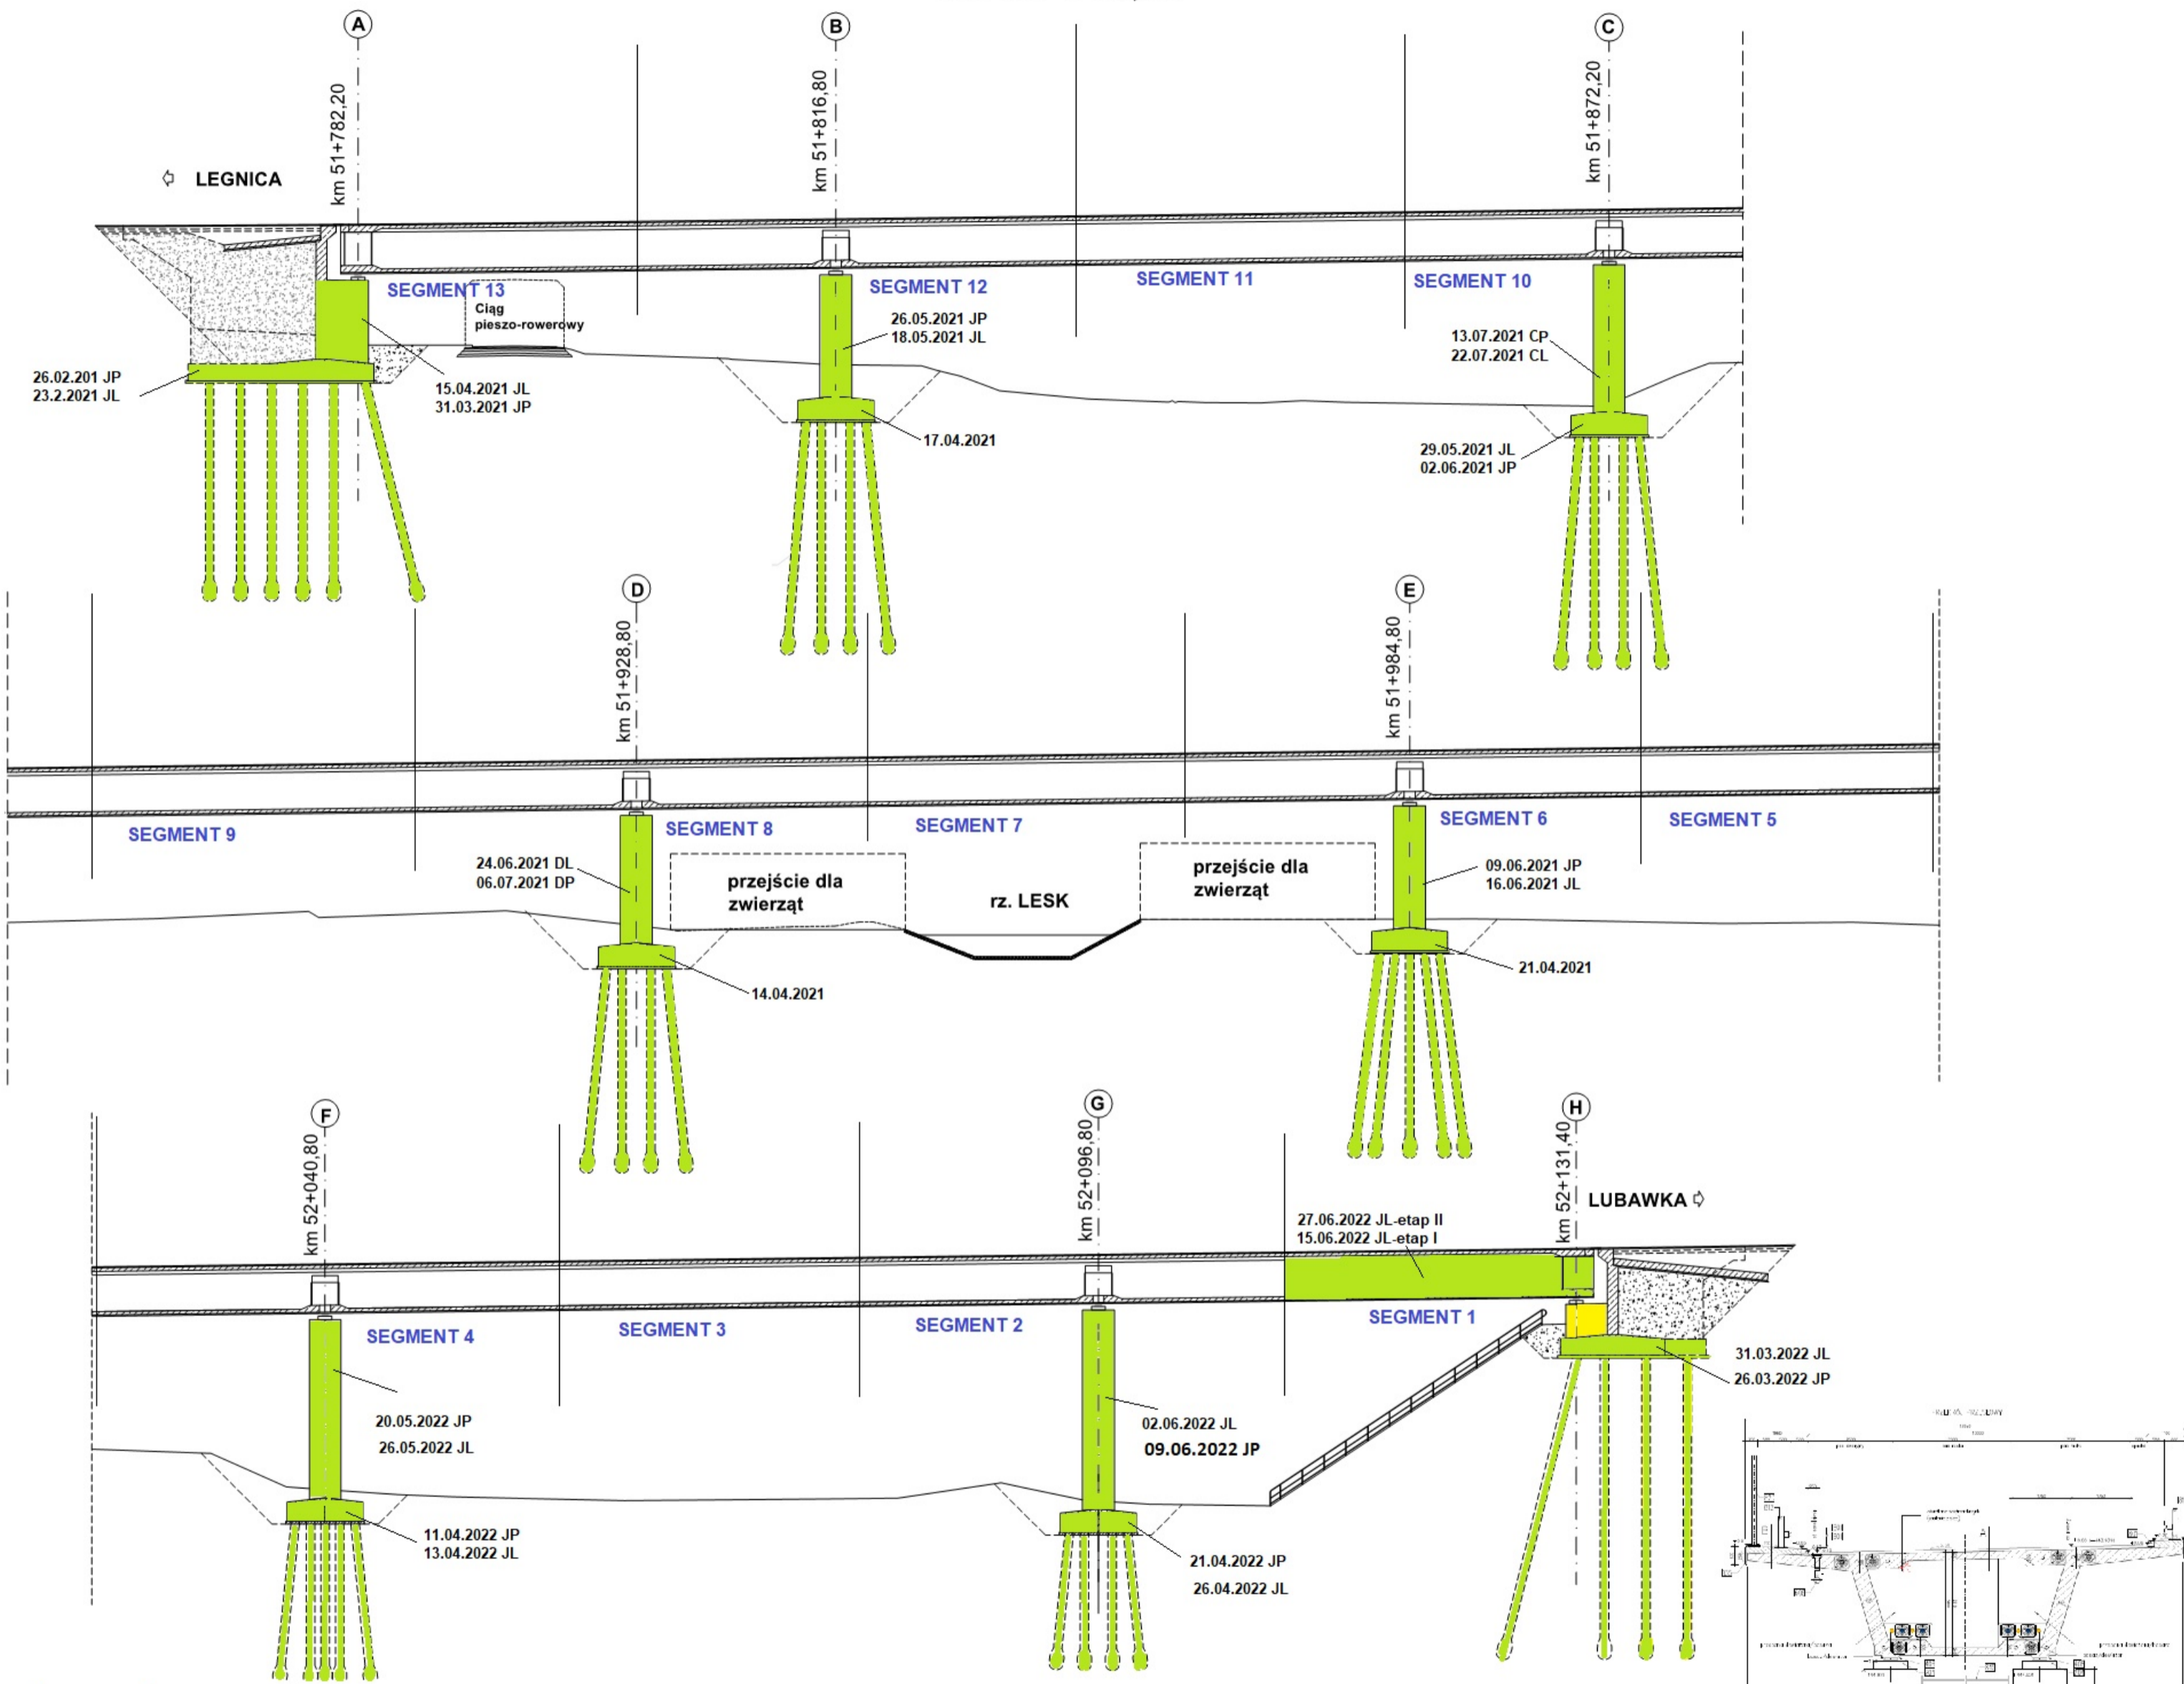 A
B
C
km 51+782,20
km 51+816,80
km 51+872,20
LEGNICA
SEGMENT 13
SEGMENT 12
SEGMENT 11
SEGMENT 10
Ciąg
pieszo-rowerowy
26.05.2021 JP
18.05.2021 JL
13.07.2021 CP
22.07.2021 CL
26.02.201 JP
23.2.2021 JL
15.04.2021 JL
31.03.2021 JP
17.04.2021
29.05.2021 JL
02.06.2021 JP
D
E
km 51+928,80
km 51+984,80
SEGMENT 9
SEGMENT 8
SEGMENT 7
SEGMENT 6
SEGMENT 5
24.06.2021 DL
06.07.2021 DP
przejście dla
zwierząt
rz. LESK
przejście dla
zwierząt
09.06.2021 JP
16.06.2021 JL
14.04.2021
21.04.2021
F
G
H
km 52+040,80
km 52+096,80
km 52+131,40
LUBAWKA
27.06.2022 JL-etap II
15.06.2022 JL-etap I
SEGMENT 4
SEGMENT 3
SEGMENT 2
SEGMENT 1
31.03.2022 JL
26.03.2022 JP
20.05.2022 JP
26.05.2022 JL
02.06.2022 JL
09.06.2022 JP
11.04.2022 JP
13.04.2022 JL
21.04.2022 JP
26.04.2022 JL